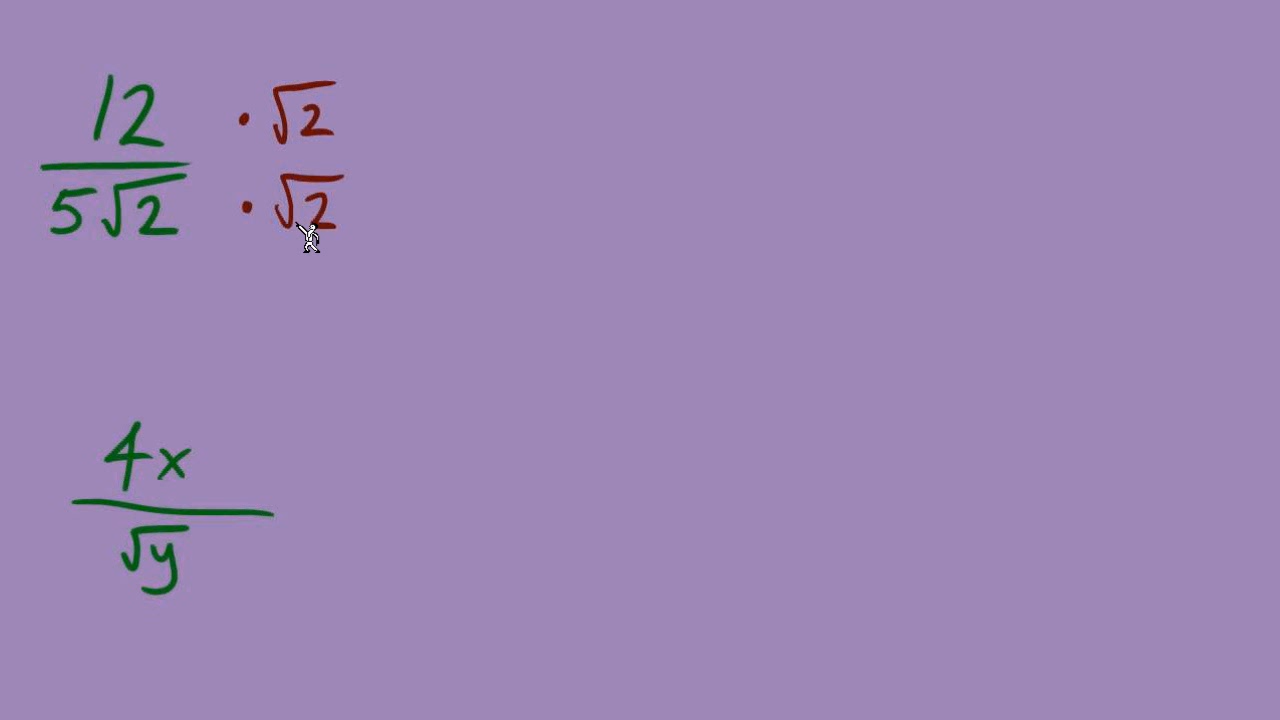 12 · √2
5√2 · √2
4x
√y